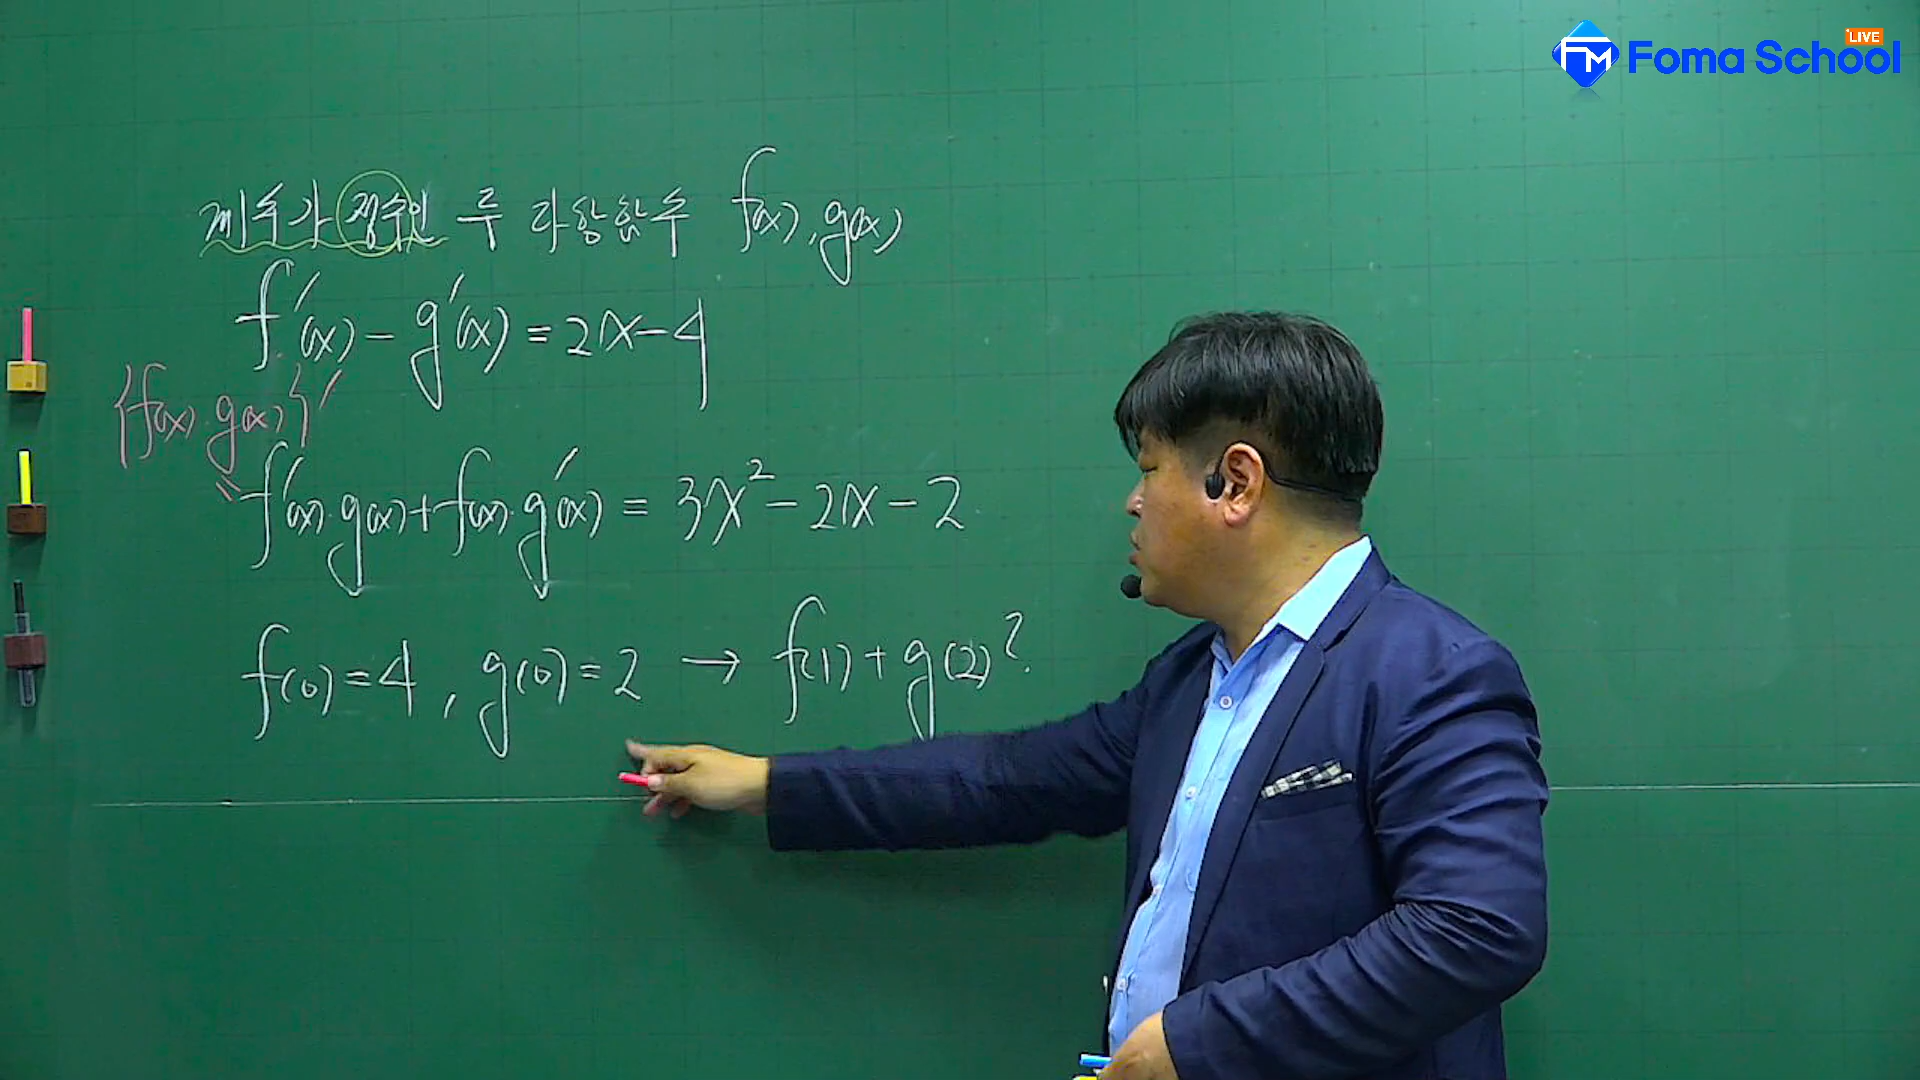 Foma School LIVE
계수가 정수인 두 다항함수 f(x), g(x)
f'(x) - g'(x) = 2x - 4
{f(x)·g(x)}'
f'(x)·g(x) + f(x)·g'(x) = 3x² - 2x - 2
f(0) = 4, g(0) = 2 → f(1) + g(2)?